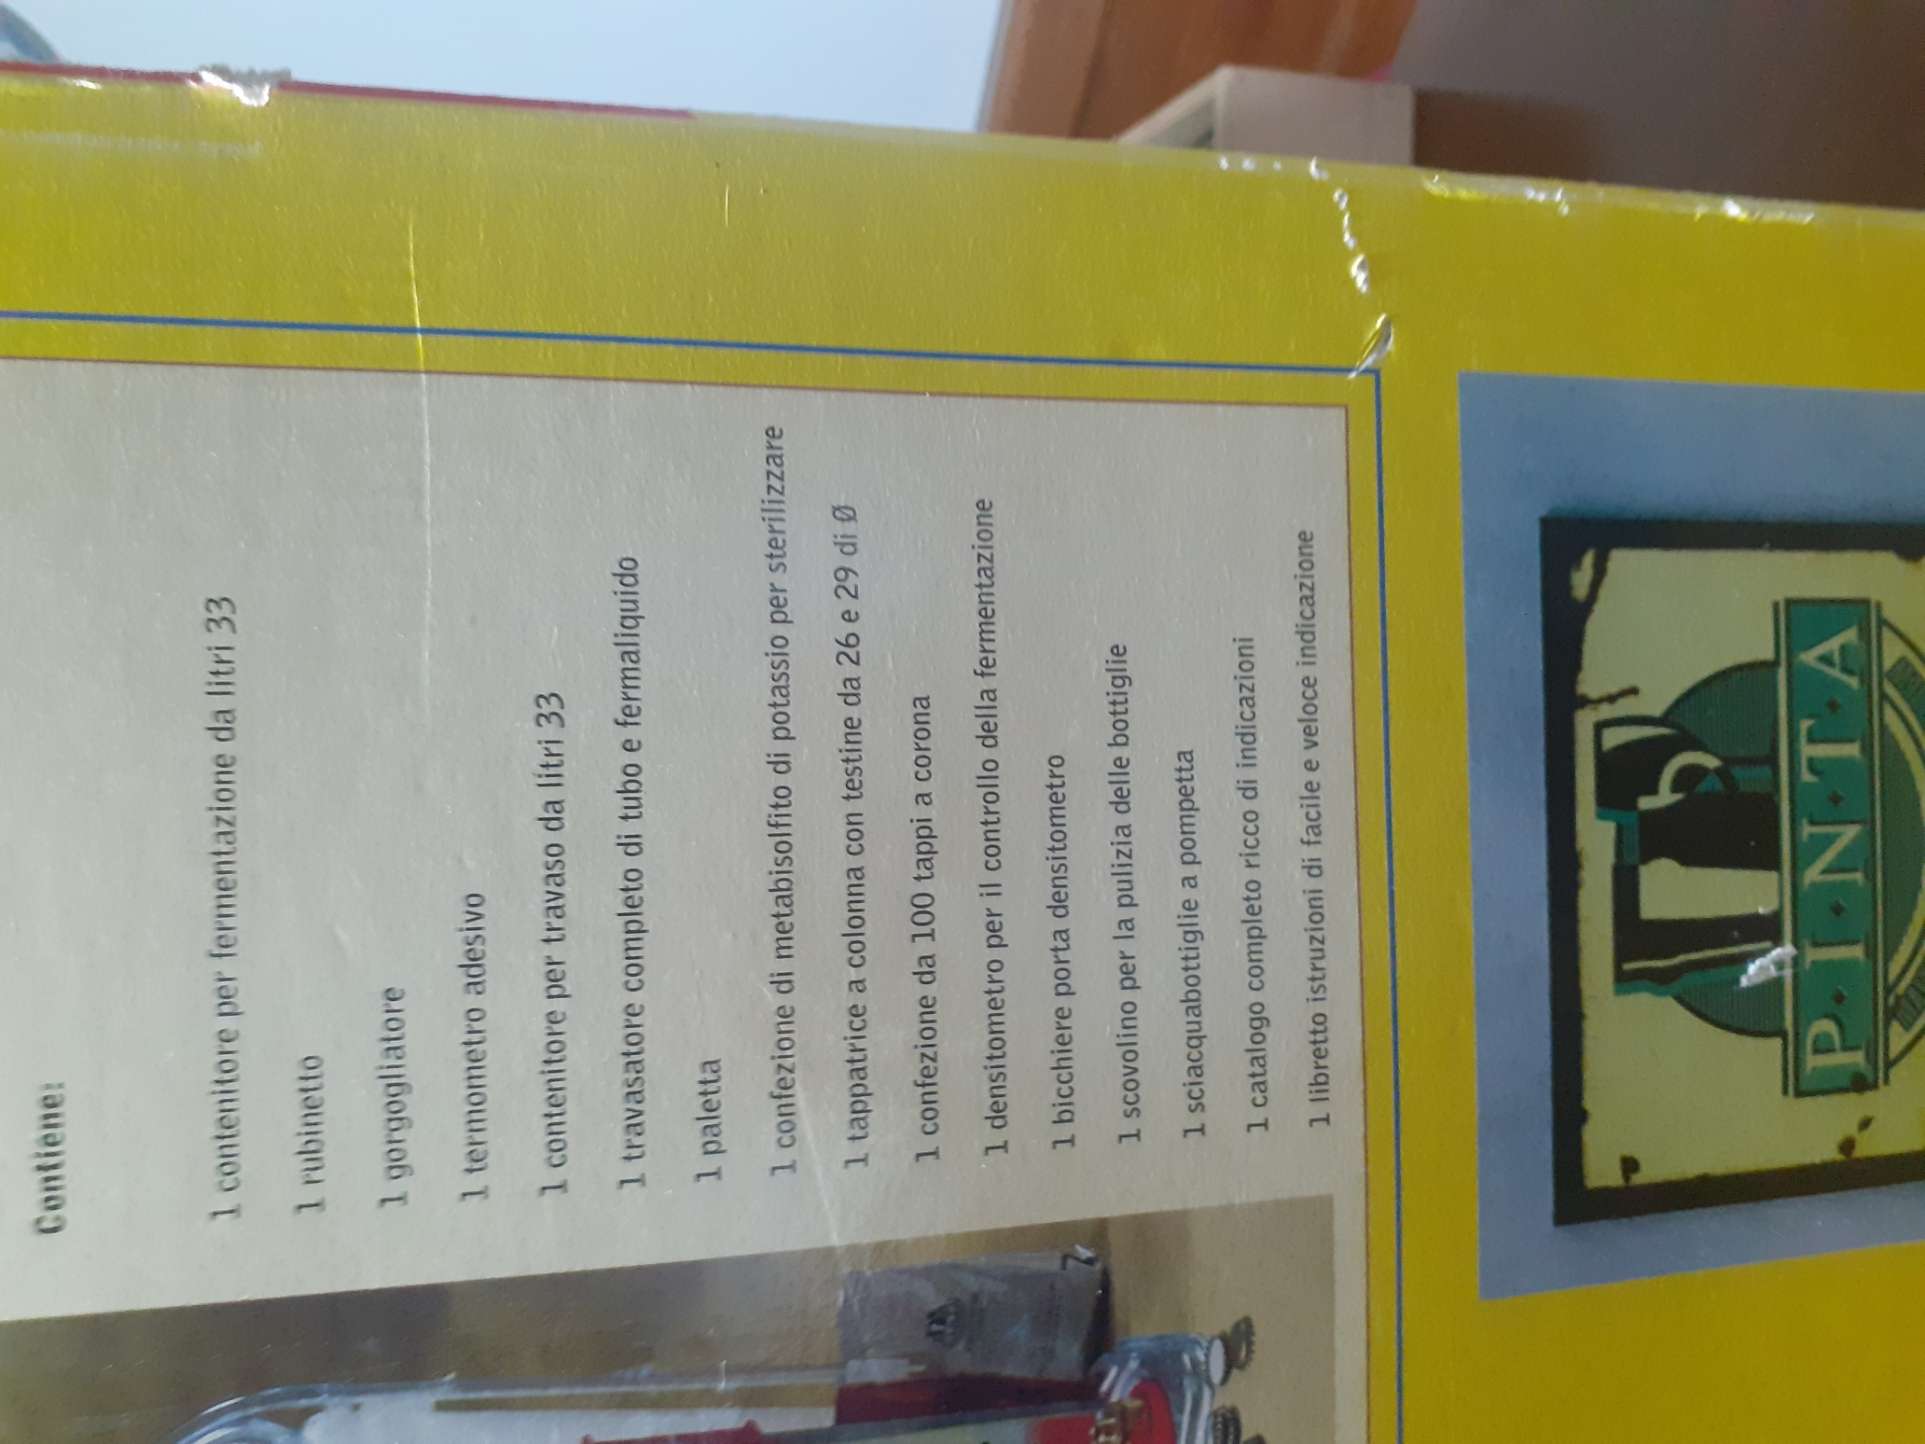 Contiene:
1 contenitore per fermentazione da litri 33
1 rubinetto
1 gorgogliatore
1 termometro adesivo
1 contenitore per travaso da litri 33
1 travasatore completo di tubo e fermaliquido
1 paletta
1 confezione di metabisolfito di potassio per sterilizzare
1 tappatrice a colonna con testine da 26 e 29 di Ø
1 confezione da 100 tappi a corona
1 densitometro per il controllo della fermentazione
1 bicchiere porta densitometro
1 scovolino per la pulizia delle bottiglie
1 sciacquabottiglie a pompetta
1 catalogo completo ricco di indicazioni
1 libretto istruzioni di facile e veloce indicazione
P·I·N·T·A